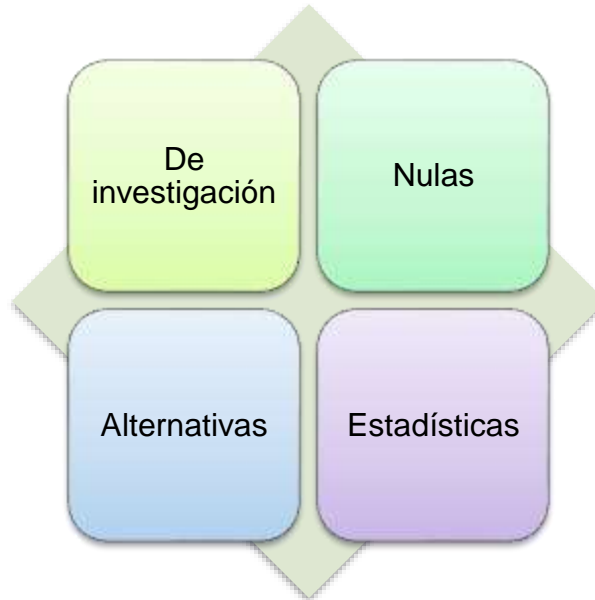 De
investigación
Nulas
Alternativas
Estadísticas